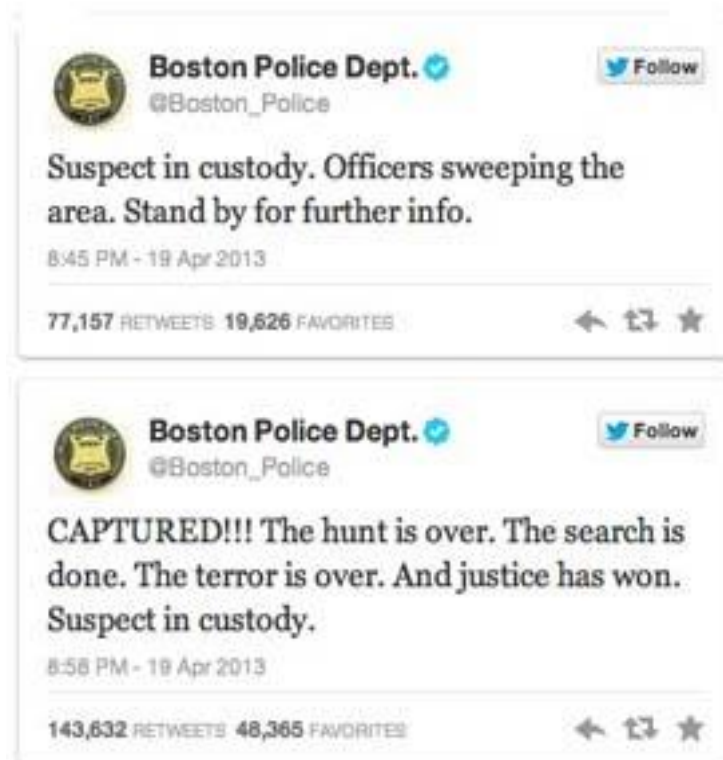 Boston Police Dept.
Follow
@Boston_Police
Suspect in custody. Officers sweeping the
area. Stand by for further info.
8:45 PM - 19 Apr 2013
77,157 RETWEETS 19,626 FAVORITES
Boston Police Dept.
Follow
@Boston_Police
CAPTURED!!! The hunt is over. The search is
done. The terror is over. And justice has won.
Suspect in custody.
8:58 PM - 19 Apr 2013
143,632 RETWEETS 48,365 FAVORITES